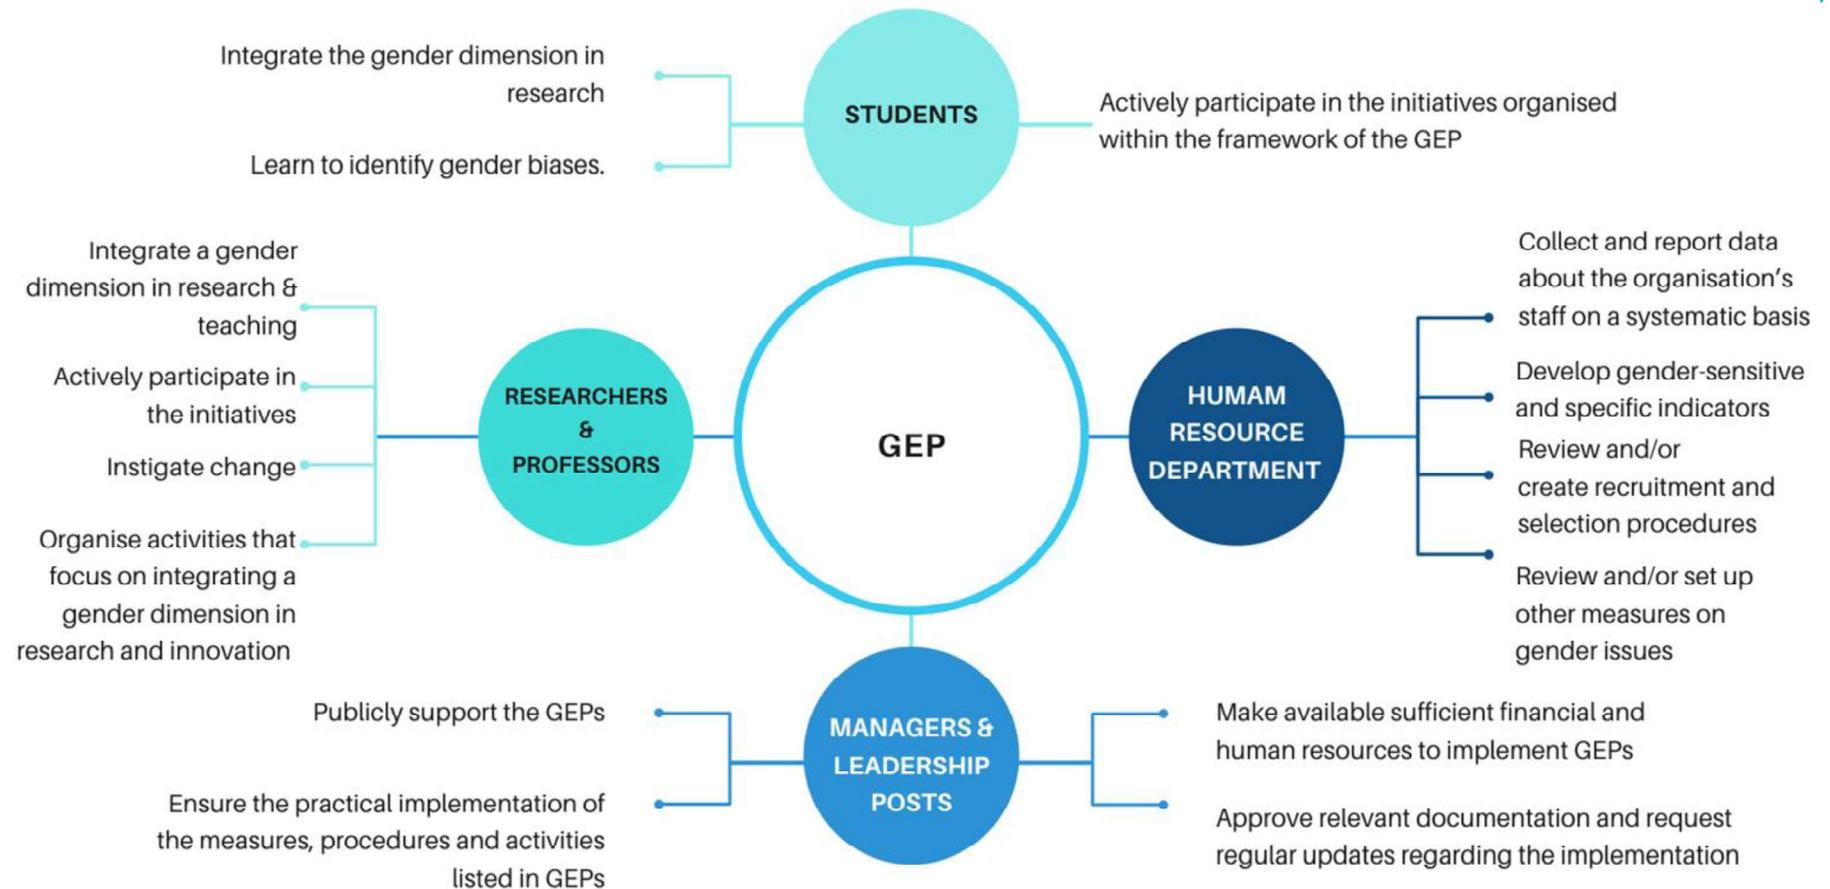 Integrate the gender dimension in
research
Learn to identify gender biases.
STUDENTS
Actively participate in the initiatives organised
within the framework of the GEP
Integrate a gender
dimension in research &
teaching
Actively participate in
the initiatives
Instigate change
Organise activities that
focus on integrating a
gender dimension in
research and innovation
RESEARCHERS
&
PROFESSORS
GEP
HUMAM
RESOURCE
DEPARTMENT
Collect and report data
about the organisation's
staff on a systematic basis
Develop gender-sensitive
and specific indicators
Review and/or
create recruitment and
selection procedures
Review and/or set up
other measures on
gender issues
Publicly support the GEPs
Ensure the practical implementation of
the measures, procedures and activities
listed in GEPs
MANAGERS &
LEADERSHIP
POSTS
Make available sufficient financial and
human resources to implement GEPs
Approve relevant documentation and request
regular updates regarding the implementation